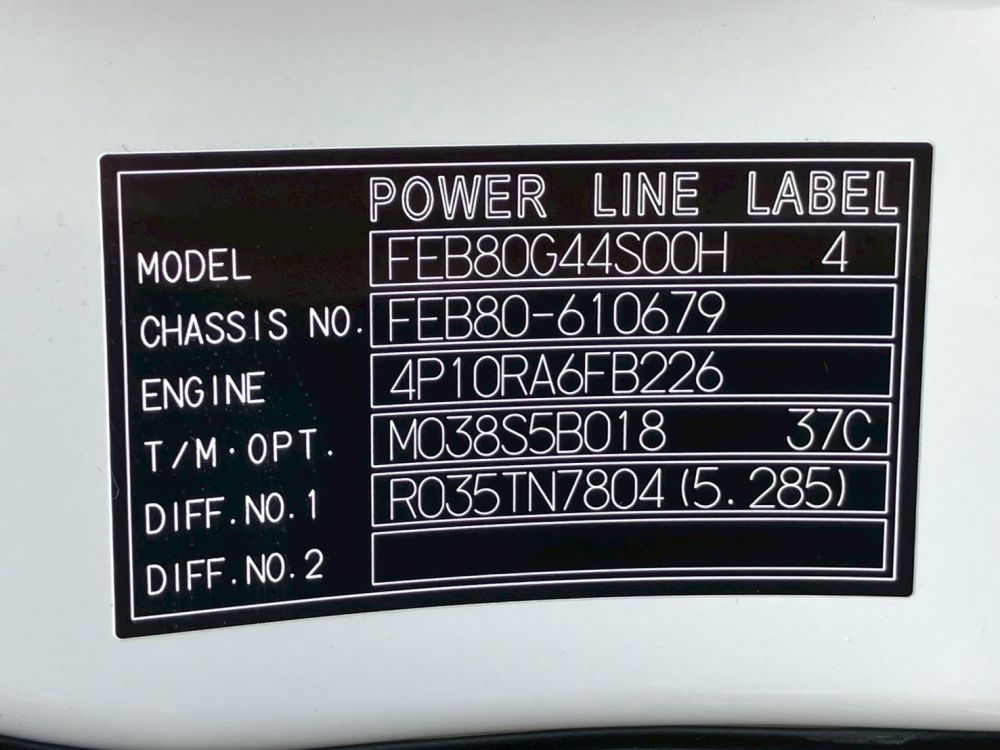 POWER LINE LABEL
MODEL FEB80G44S00H 4
CHASSIS NO. FEB80-610679
ENGINE 4P10RA6FB226
T/M·OPT. M038S5B018 37C
DIFF.NO.1 R035TN7804(5.285)
DIFF.NO.2